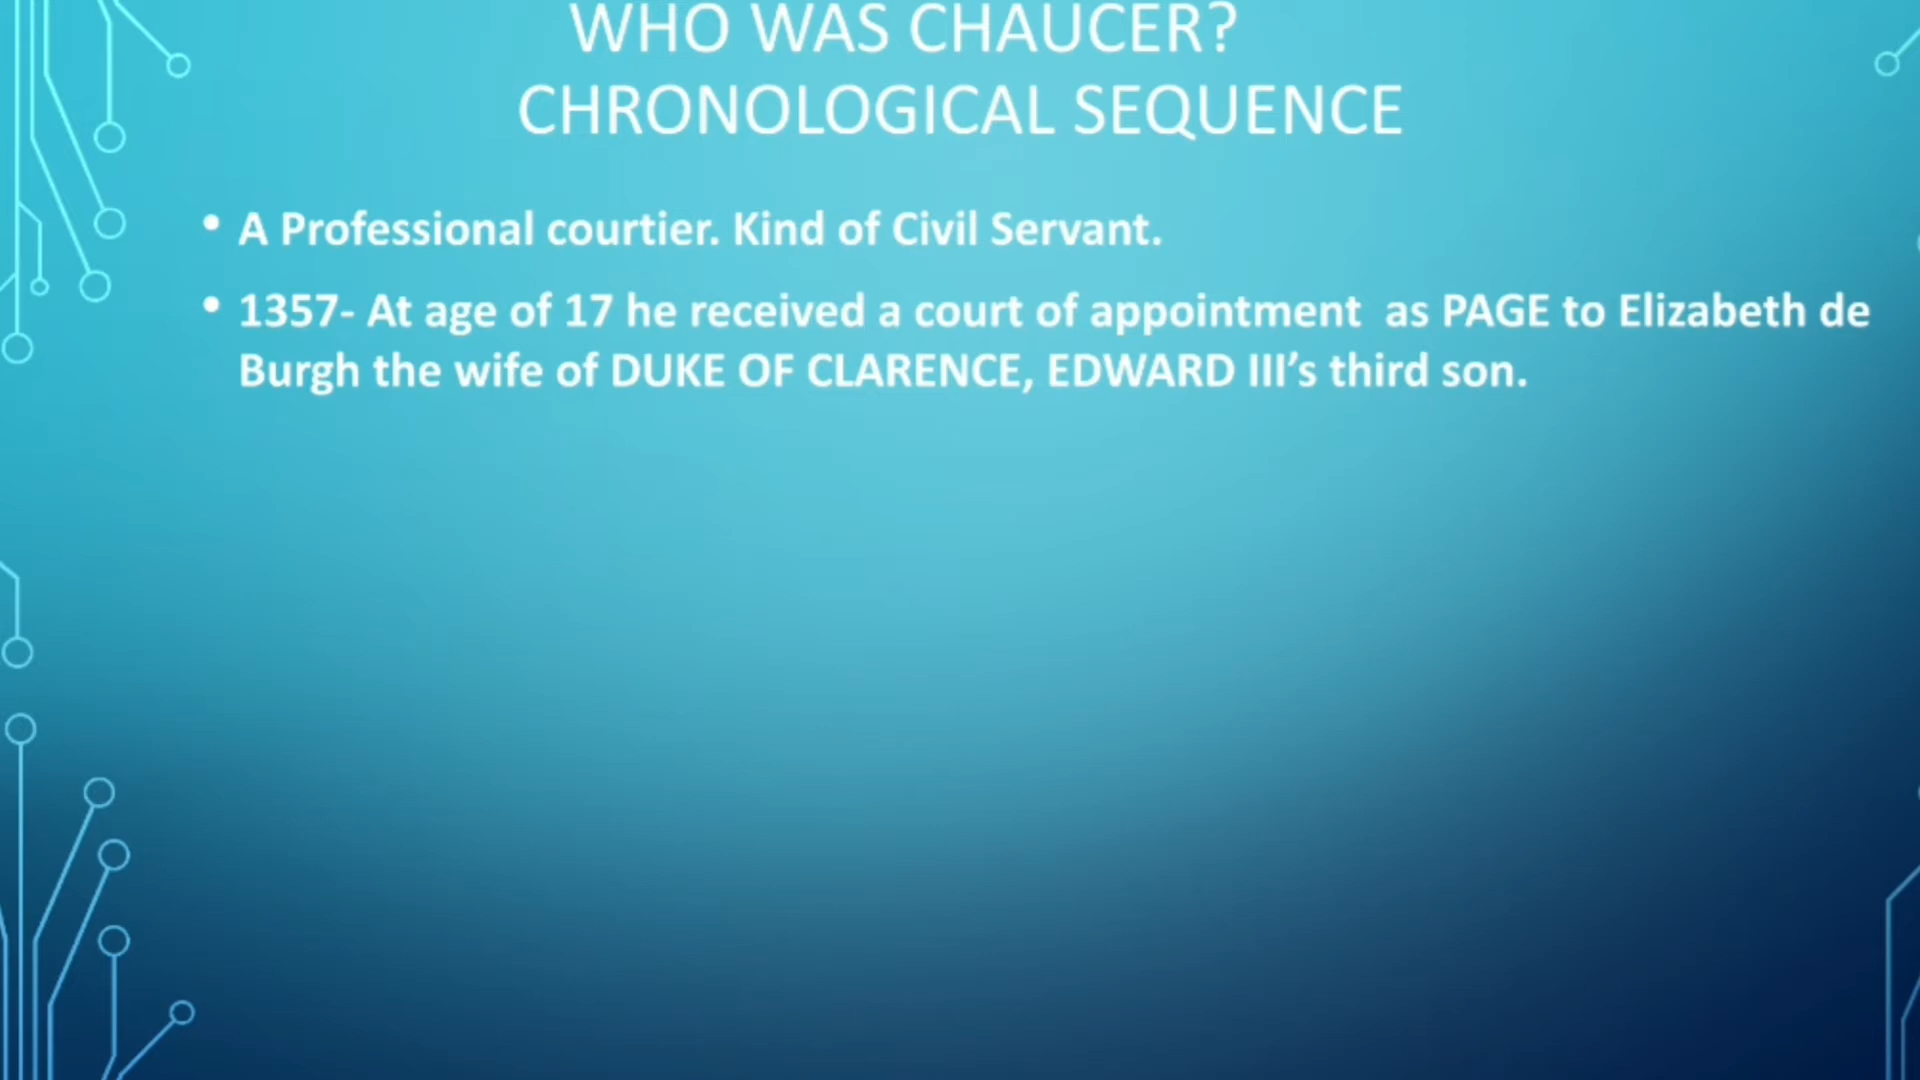 WHO WAS CHAUCER?
CHRONOLOGICAL SEQUENCE
• A Professional courtier. Kind of Civil Servant.
• 1357- At age of 17 he received a court of appointment as PAGE to Elizabeth de
Burgh the wife of DUKE OF CLARENCE, EDWARD III’s third son.